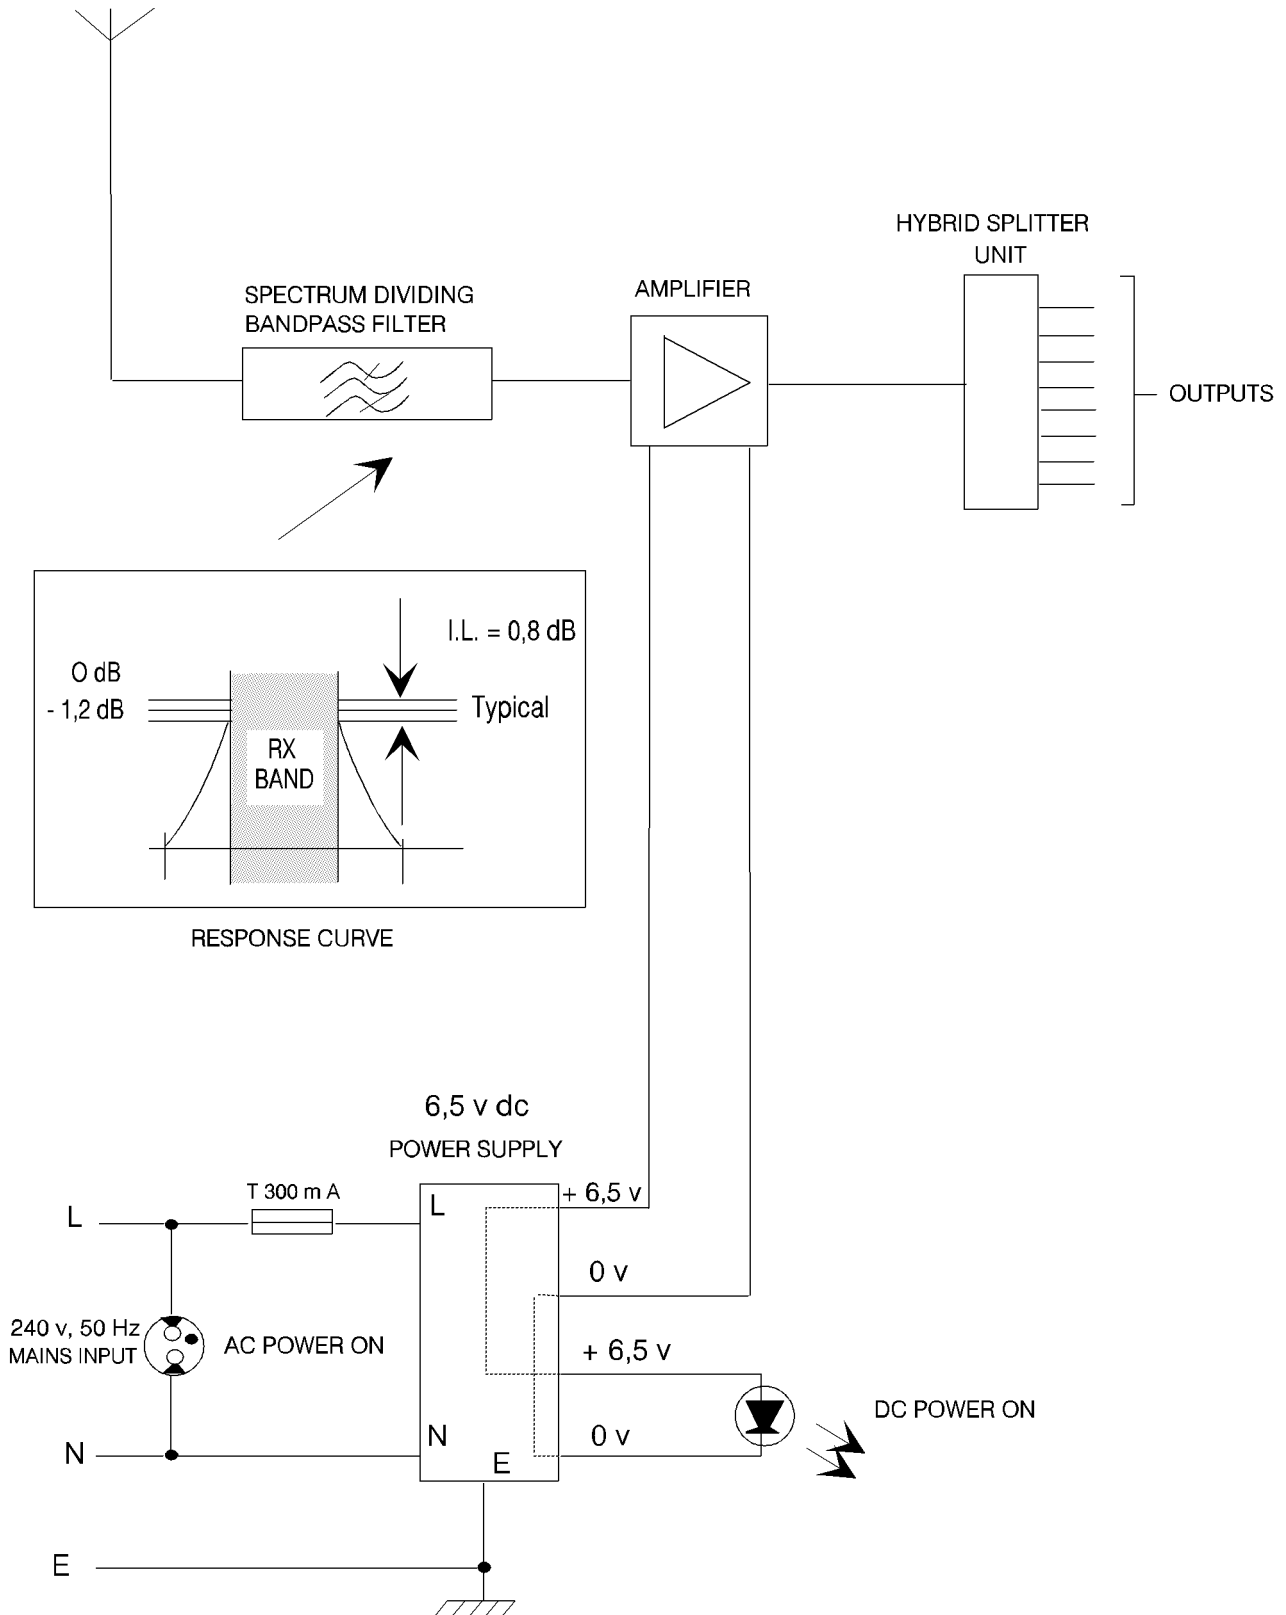 HYBRID SPLITTER
UNIT
SPECTRUM DIVIDING
BANDPASS FILTER
AMPLIFIER
OUTPUTS
I.L. = 0,8 dB
O dB
- 1,2 dB
Typical
RX
BAND
RESPONSE CURVE
6,5 v dc
POWER SUPPLY
T 300 m A
L
L
+ 6,5 v
0 v
240 v, 50 Hz
MAINS INPUT
AC POWER ON
+ 6,5 v
DC POWER ON
N
N
0 v
E
E